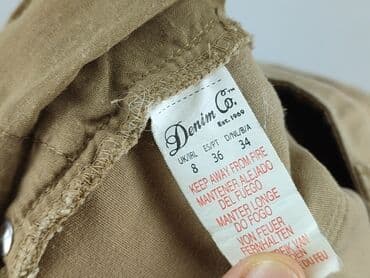 Denim Co.™
EST. 1969
UK/IRL ES/PT D/NL/B/A
8 36 34
KEEP AWAY FROM FIRE
MANTENER ALEJADO
DEL FUEGO
MANTER LONGE
DO FOGO
VON FEUER
FERNHALTEN